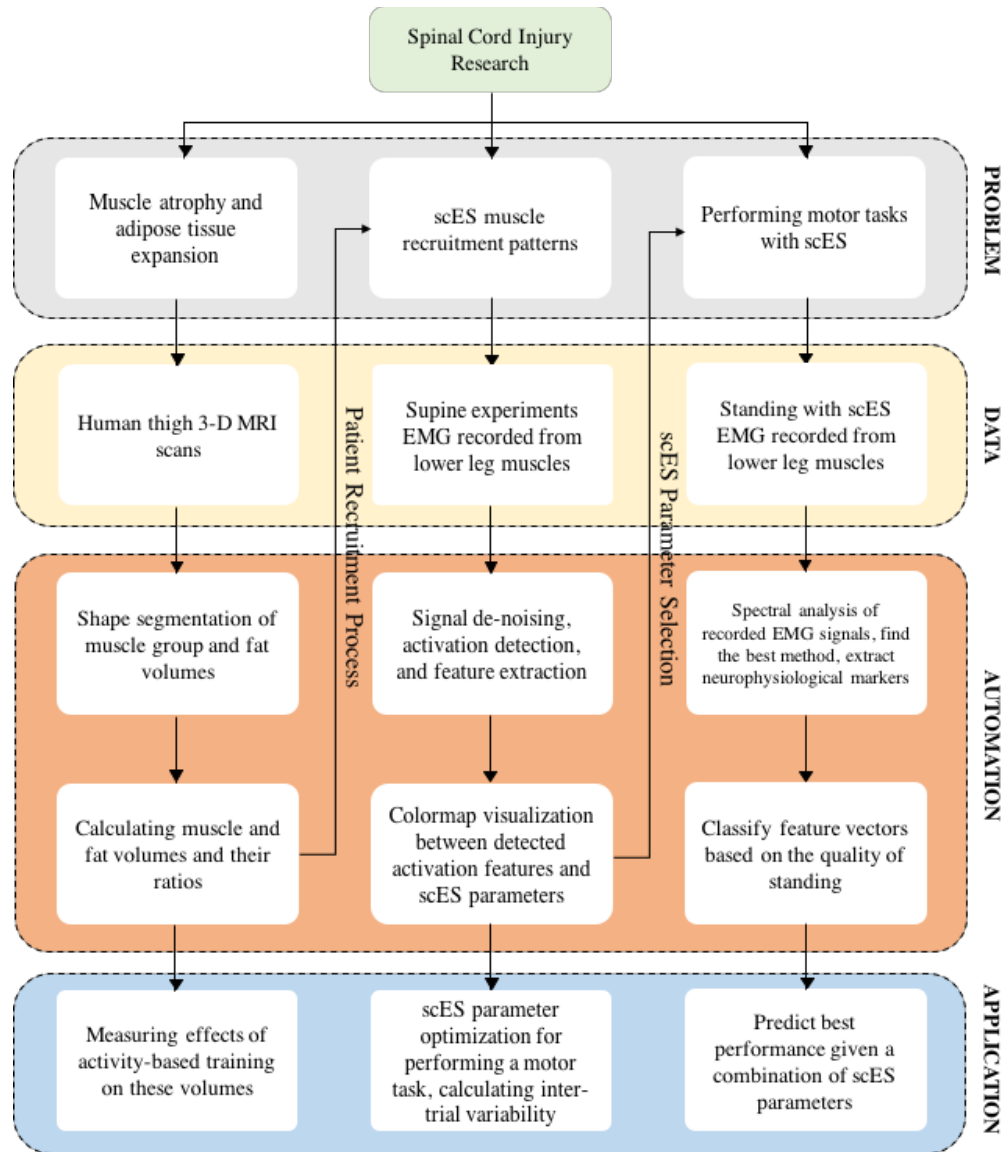 Spinal Cord Injury
Research
PROBLEM
Muscle atrophy and
adipose tissue
expansion
scES muscle
recruitment patterns
Performing motor tasks
with scES
DATA
Human thigh 3-D MRI
scans
Patient Recruitment Process
Supine experiments
EMG recorded from
lower leg muscles
scES Parameter Selection
Standing with scES
EMG recorded from
lower leg muscles
AUTOMATION
Shape segmentation of
muscle group and fat
volumes
Signal de-noising,
activation detection,
and feature extraction
Spectral analysis of
recorded EMG signals, find
the best method, extract
neurophysiological markers
Calculating muscle and
fat volumes and their
ratios
Colormap visualization
between detected
activation features and
scES parameters
Classify feature vectors
based on the quality of
standing
APPLICATION
Measuring effects of
activity-based training
on these volumes
scES parameter
optimization for
performing a motor
task, calculating inter-
trial variability
Predict best
performance given a
combination of scES
parameters